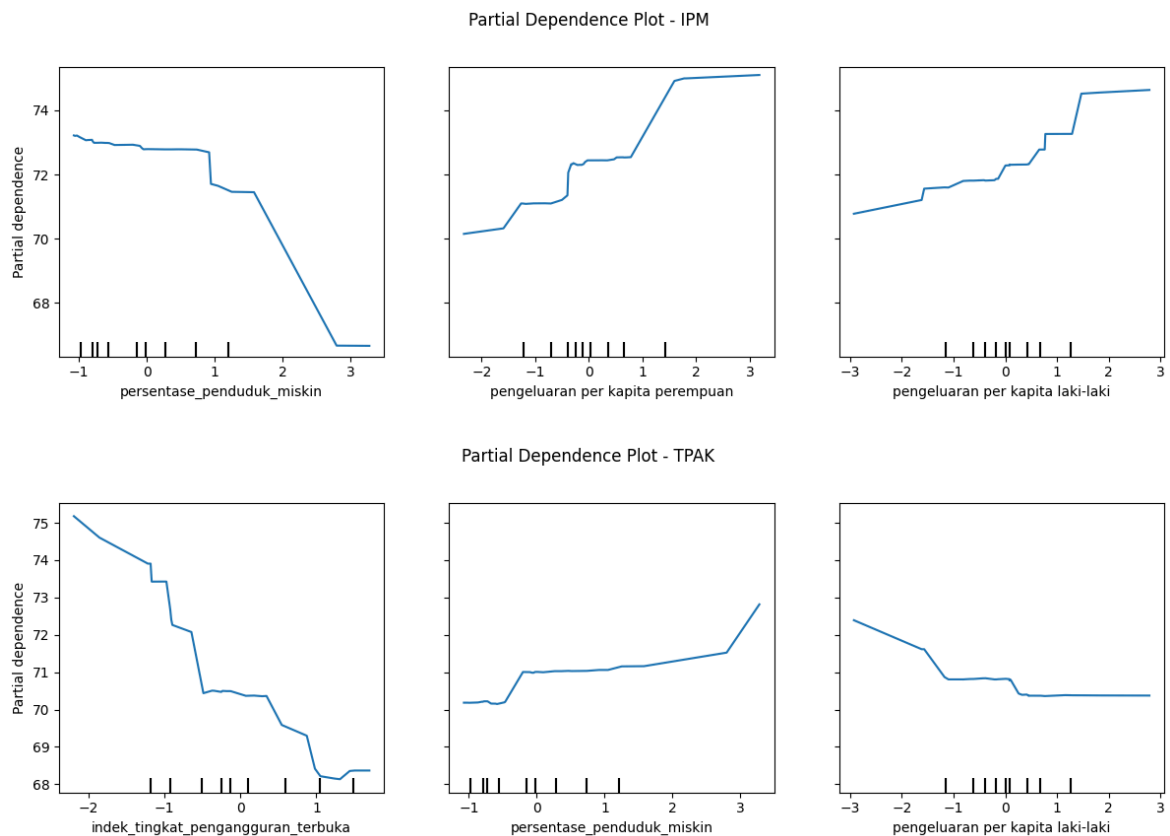 Partial Dependence Plot - IPM
Partial dependence
74
72
70
68
−1 0 1 2 3
persentase_penduduk_miskin
−2 −1 0 1 2 3
pengeluaran per kapita perempuan
−3 −2 −1 0 1 2 3
pengeluaran per kapita laki-laki
Partial Dependence Plot - TPAK
Partial dependence
75
74
73
72
71
70
69
68
−2 −1 0 1
indek_tingkat_pengangguran_terbuka
−1 0 1 2 3
persentase_penduduk_miskin
−3 −2 −1 0 1 2 3
pengeluaran per kapita laki-laki